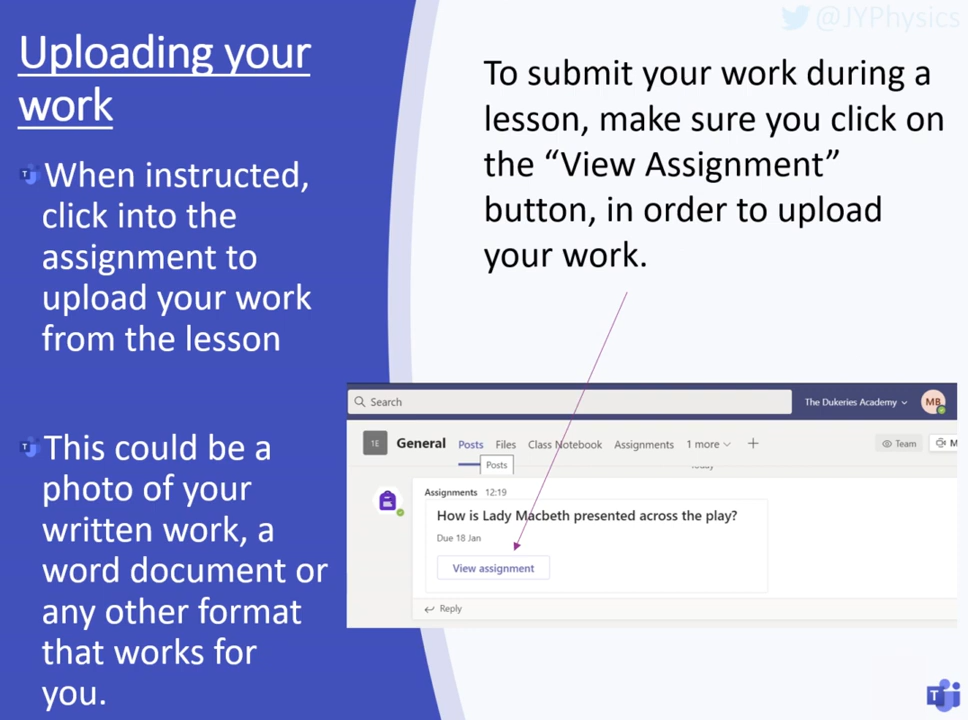 @JYPhysics
Uploading your
work
When instructed,
click into the
assignment to
upload your work
from the lesson
This could be a
photo of your
written work, a
word document or
any other format
that works for
you.
To submit your work during a
lesson, make sure you click on
the “View Assignment”
button, in order to upload
your work.
Search
The Dukeries Academy
MB
1E
General Posts Files Class Notebook Assignments 1 more
Team
M
Posts
Today
Assignments 12:19
How is Lady Macbeth presented across the play?
Due 18 Jan
View assignment
Reply
T